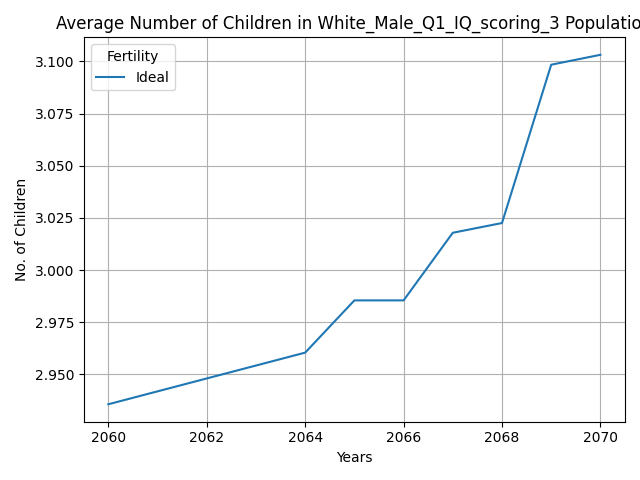 Average Number of Children in White_Male_Q1_IQ_scoring_3 Populatio
Fertility
Ideal
No. of Children
3.100
3.075
3.050
3.025
3.000
2.975
2.950
2060 2062 2064 2066 2068 2070
Years